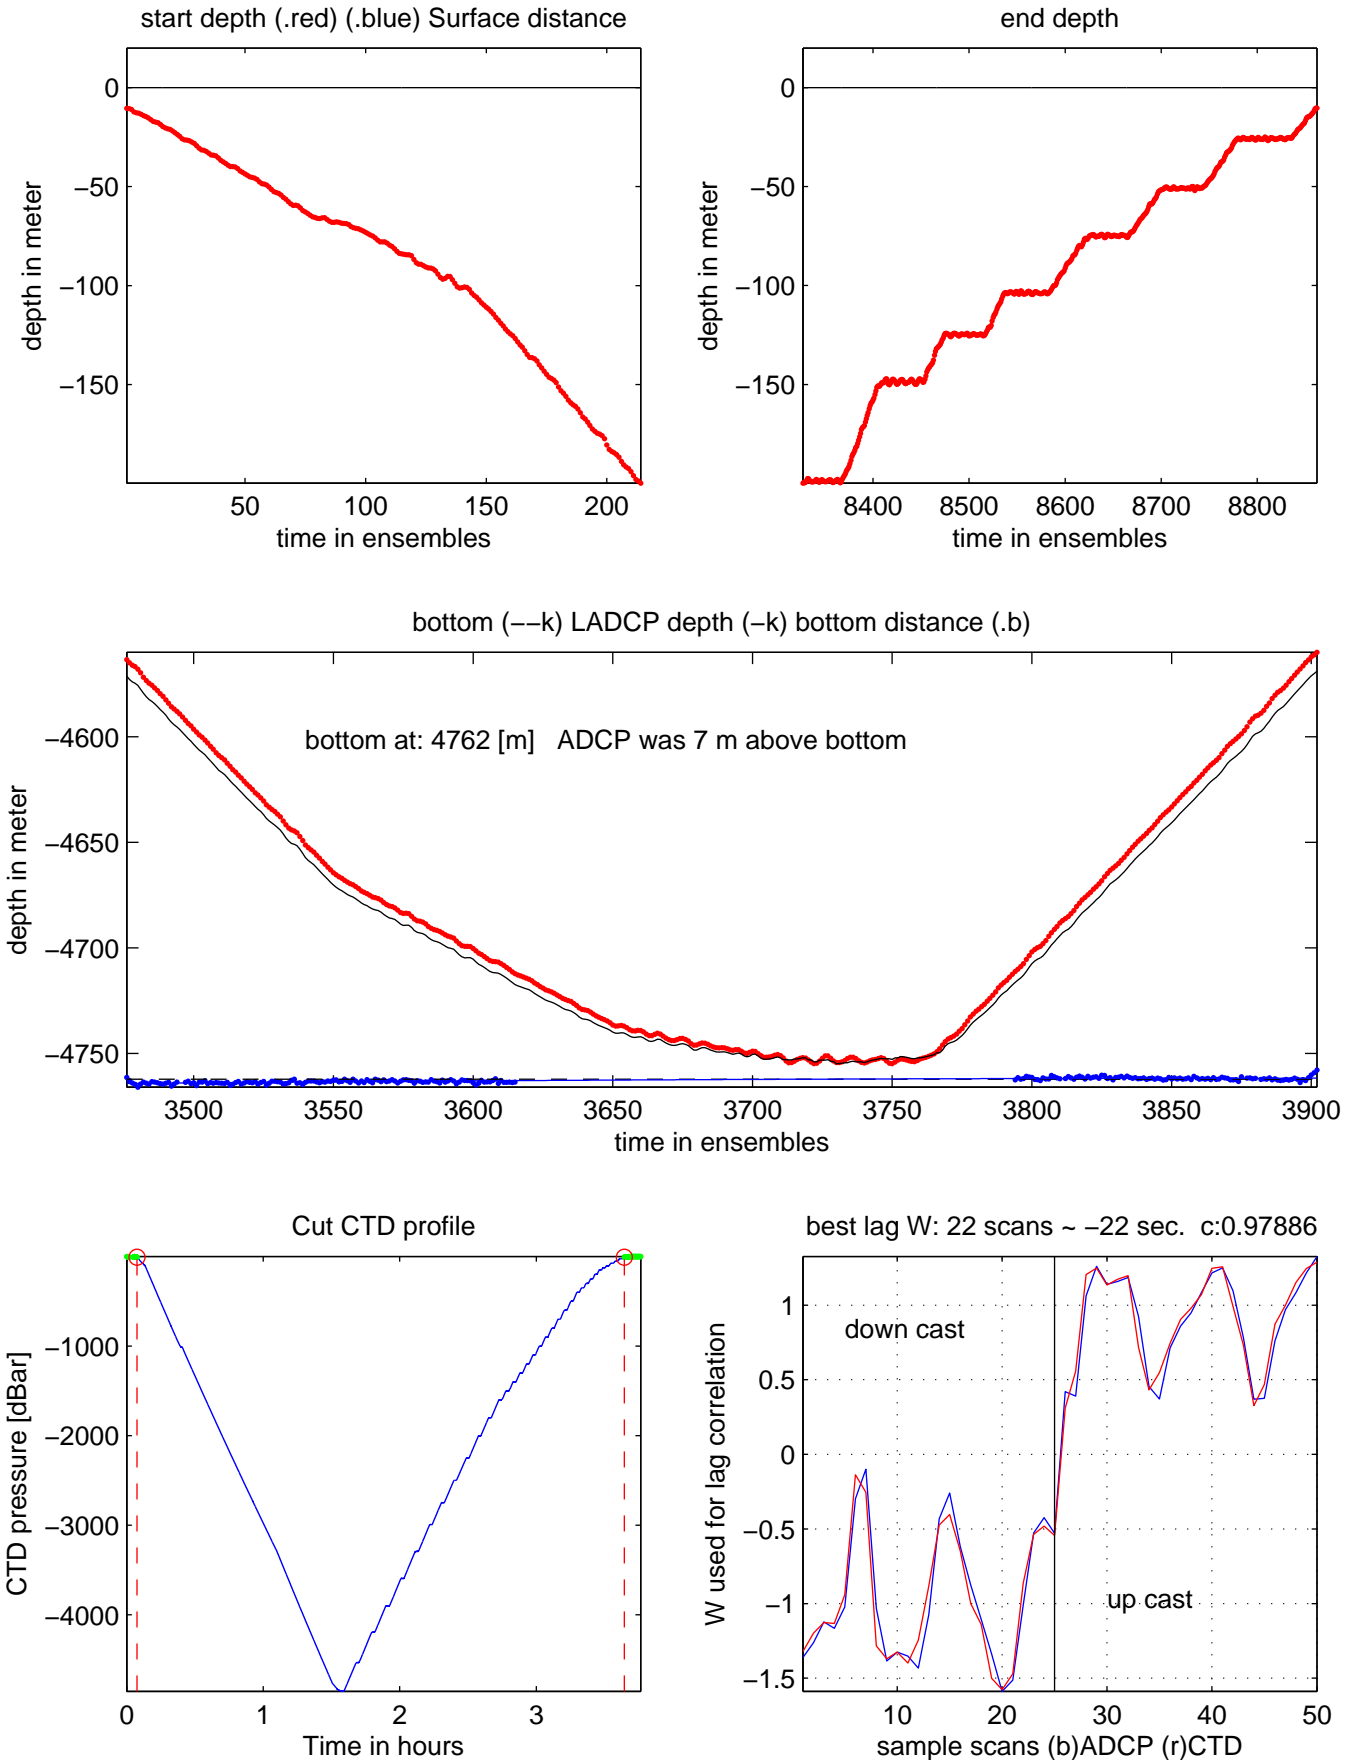 start depth (.red) (.blue) Surface distance
end depth
depth in meter
0
−50
−100
−150
50
100
150
200
time in ensembles
depth in meter
0
−50
−100
−150
8400
8500
8600
8700
8800
time in ensembles
bottom (−−k) LADCP depth (−k) bottom distance (.b)
bottom at: 4762 [m] ADCP was 7 m above bottom
depth in meter
−4600
−4650
−4700
−4750
3500
3550
3600
3650
3700
3750
3800
3850
3900
time in ensembles
Cut CTD profile
CTD pressure [dBar]
−1000
−2000
−3000
−4000
0
1
2
3
Time in hours
best lag W: 22 scans ~ −22 sec. c:0.97886
W used for lag correlation
1
0.5
0
−0.5
−1
−1.5
down cast
up cast
10
20
30
40
50
sample scans (b)ADCP (r)CTD